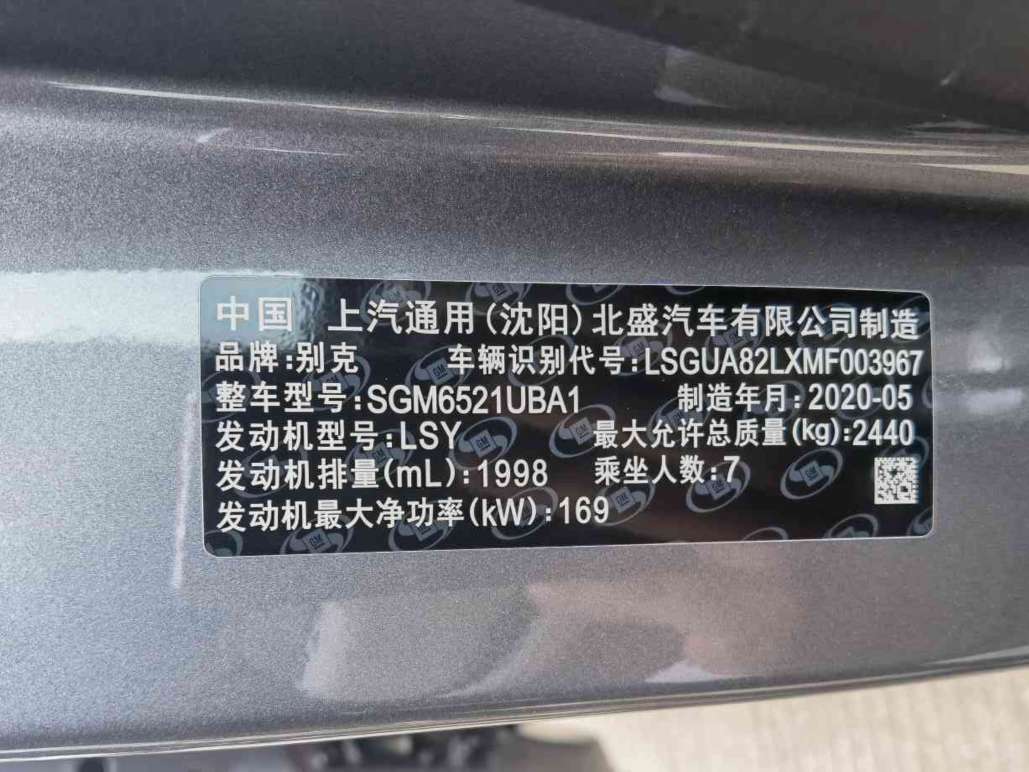 中国 上汽通用(沈阳)北盛汽车有限公司制造
品牌:别克 车辆识别代号:LSGUA82LXMF003967
整车型号:SGM6521UBA1 制造年月:2020-05
发动机型号:LSY 最大允许总质量(kg):2440
发动机排量(mL):1998 乘坐人数:7
发动机最大净功率(kW):169